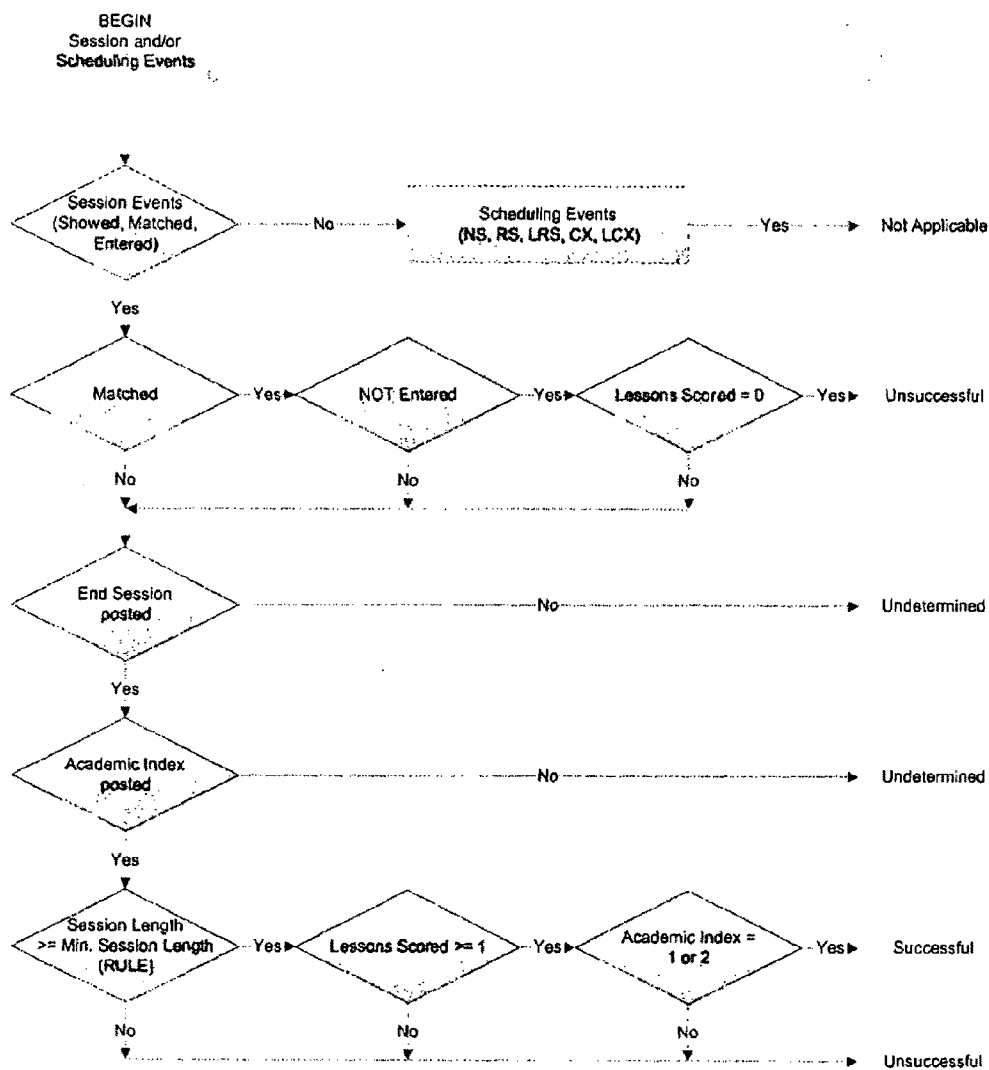 BEGIN
Session and/or
Scheduling Events
Session Events
(Showed, Matched,
Entered)
No
Scheduling Events
(NS, RS, LRS, CX, LCX)
Yes
Not Applicable
Yes
Matched
Yes
NOT Entered
Yes
Lessons Scored = 0
Yes
Unsuccessful
No
No
No
End Session
posted
No
Undetermined
Yes
Academic Index
posted
No
Undetermined
Yes
Session Length
>= Min. Session Length
(RULE)
Yes
Lessons Scored >= 1
Yes
Academic Index =
1 or 2
Yes
Successful
No
No
No
Unsuccessful